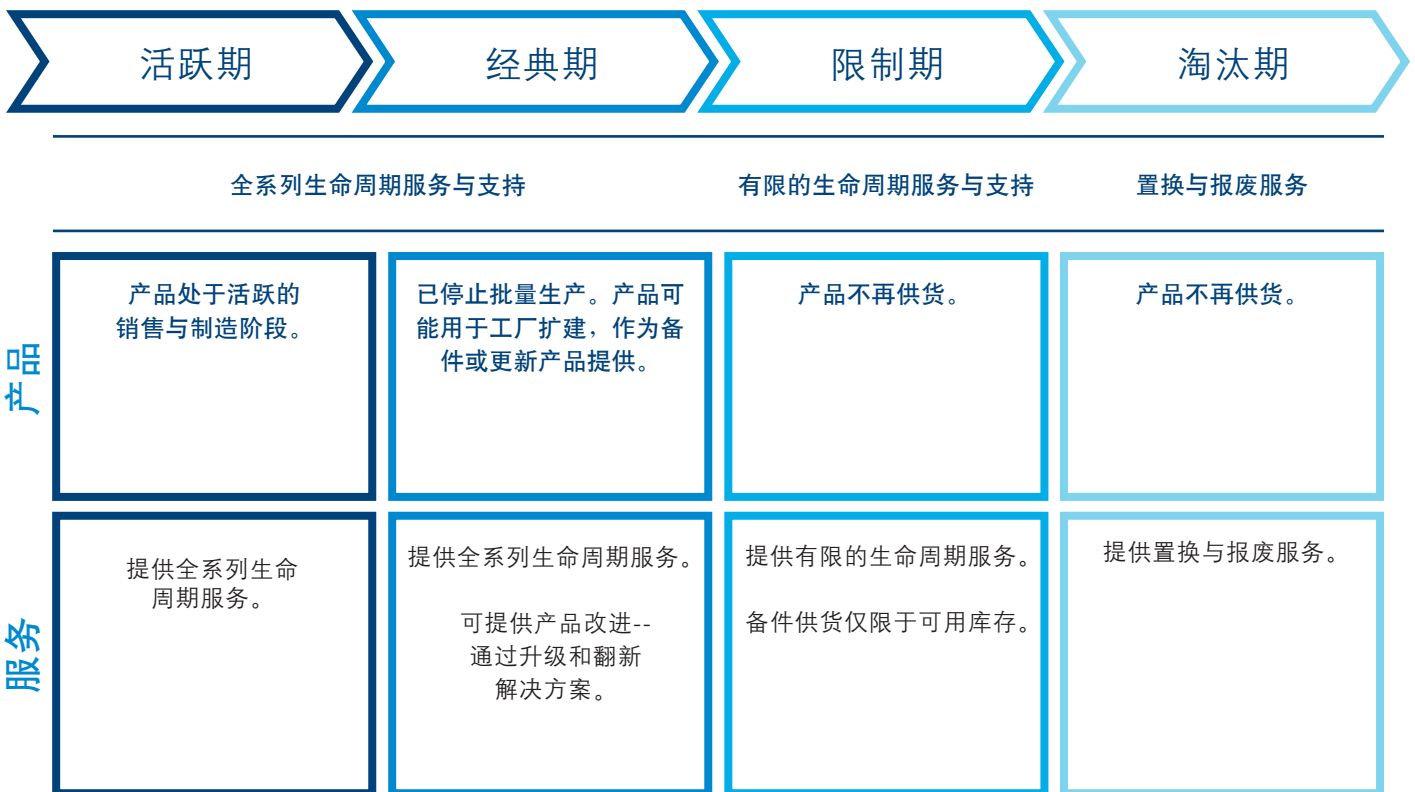 活跃期
经典期
限制期
淘汰期
全系列生命周期服务与支持
有限的生命周期服务与支持
置换与报废服务
产品
产品处于活跃的
销售与制造阶段。
已停止批量生产。产品可
能用于工厂扩建，作为备
件或更新产品提供。
产品不再供货。
产品不再供货。
服务
提供全系列生命
周期服务。
提供全系列生命周期服务。
可提供产品改进--
通过升级和翻新
解决方案。
提供有限的生命周期服务。
备件供货仅限于可用库存。
提供置换与报废服务。